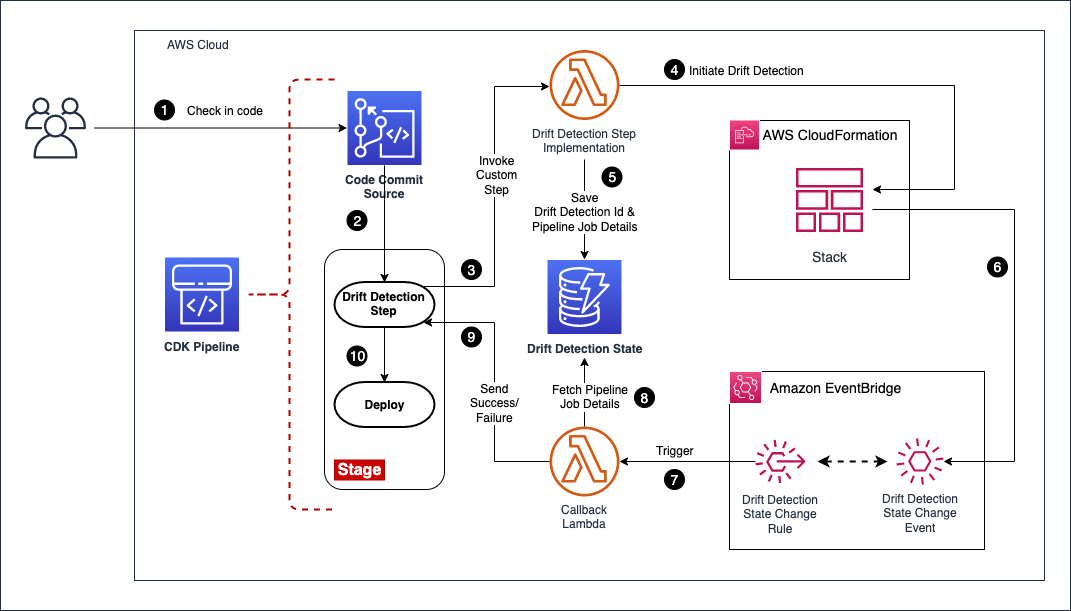 AWS Cloud
1
Check in code
Code Commit
Source
2
CDK Pipeline
Drift Detection
Step
3
Invoke
Custom
Step
Drift Detection Step
Implementation
4
Initiate Drift Detection
AWS CloudFormation
Stack
5
Save
Drift Detection Id &
Pipeline Job Details
Drift Detection State
6
Amazon EventBridge
Drift Detection
State Change
Rule
Drift Detection
State Change
Event
Trigger
7
Callback
Lambda
Fetch Pipeline
Job Details
8
9
Send
Success/
Failure
10
Deploy
Stage